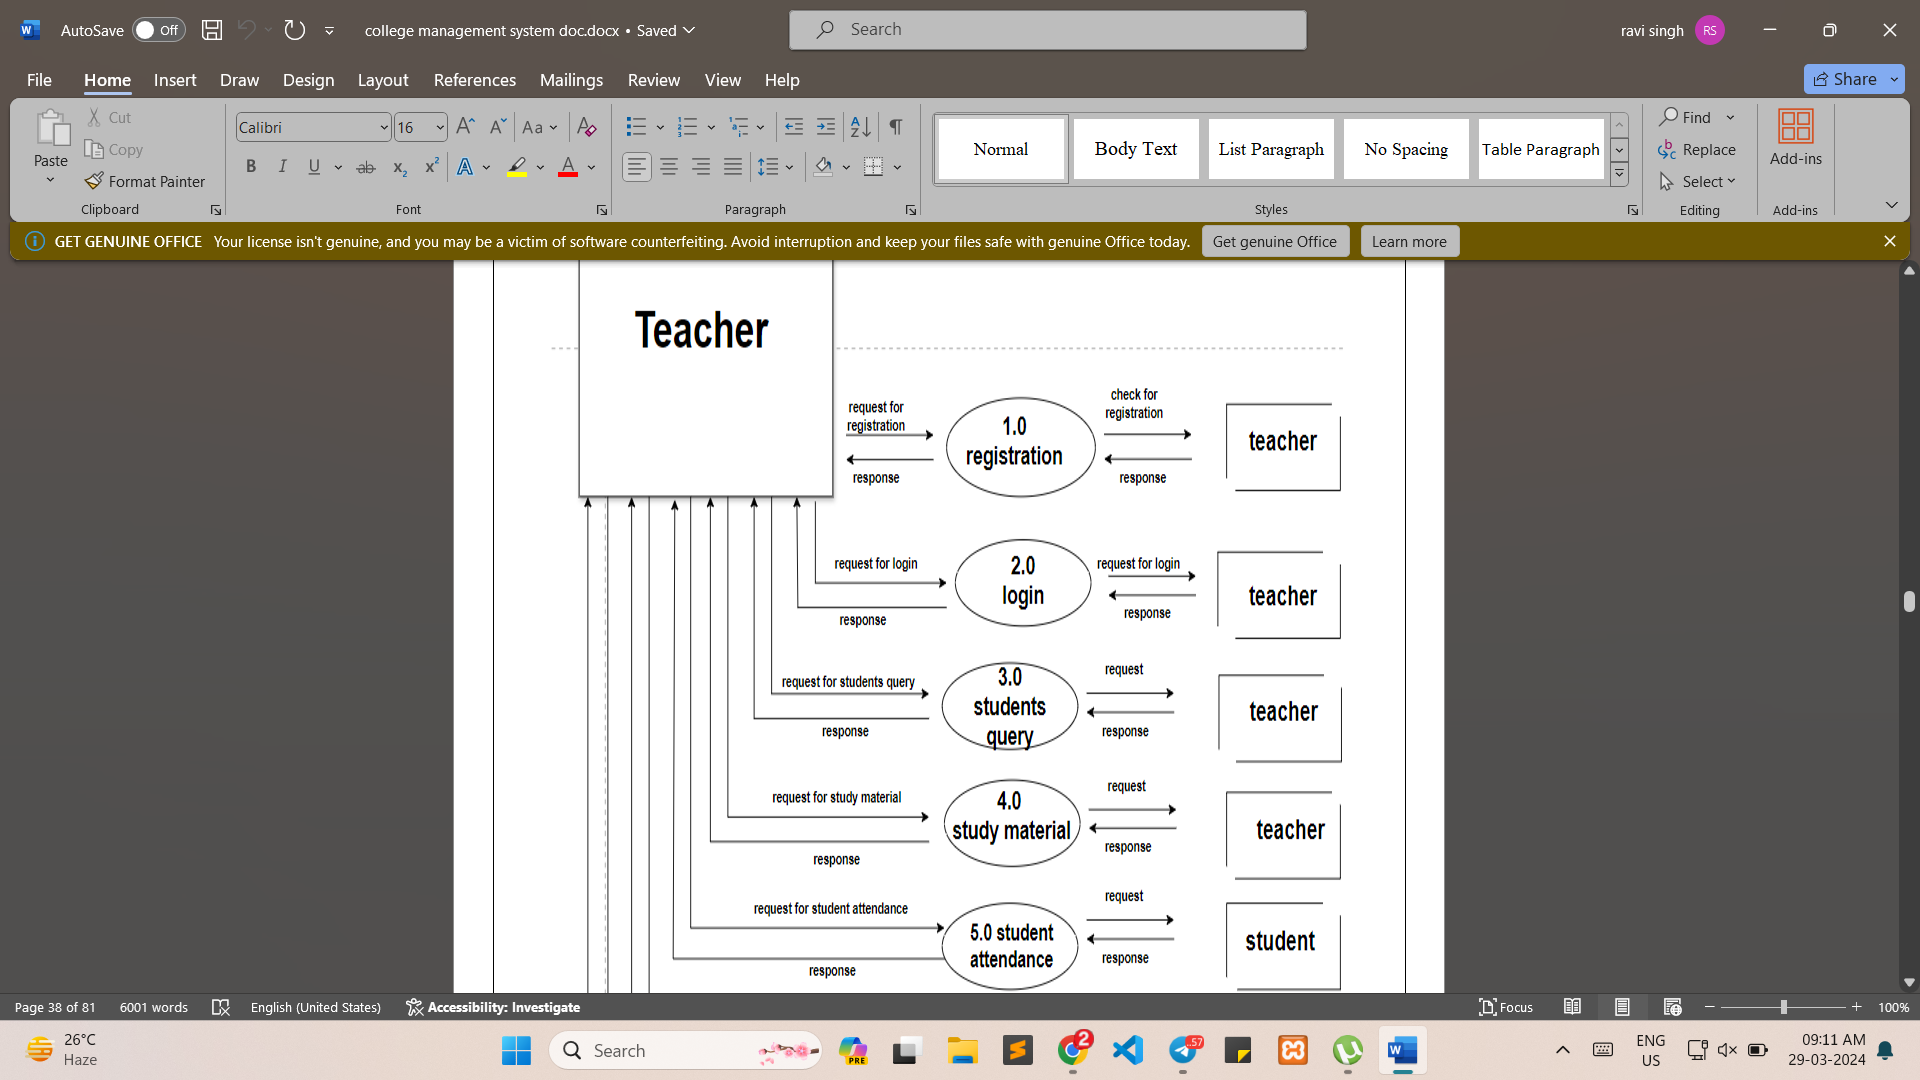 AutoSave Off college management system doc.docx • Saved Search ravi singh RS
File Home Insert Draw Design Layout References Mailings Review View Help Share
Paste Cut Copy Format Painter Clipboard
Calibri 16 Aa B I U ab x₂ x² A A Font
Paragraph
Normal Body Text List Paragraph No Spacing Table Paragraph Styles
Find Replace Select Editing
Add-ins Add-ins
GET GENUINE OFFICE Your license isn't genuine, and you may be a victim of software counterfeiting. Avoid interruption and keep your files safe with genuine Office today. Get genuine Office Learn more
Teacher
request for
registration
response
1.0
registration
check for
registration
response
teacher
request for login
response
2.0
login
request for login
response
teacher
request for students query
response
3.0
students
query
request
response
teacher
request for study material
response
4.0
study material
request
response
teacher
request for student attendance
response
5.0 student
attendance
request
response
student
Page 38 of 81 6001 words English (United States) Accessibility: Investigate Focus 100%
26°C
Haze
Search
PRE
2
.57
ENG
US
09:11 AM
29-03-2024